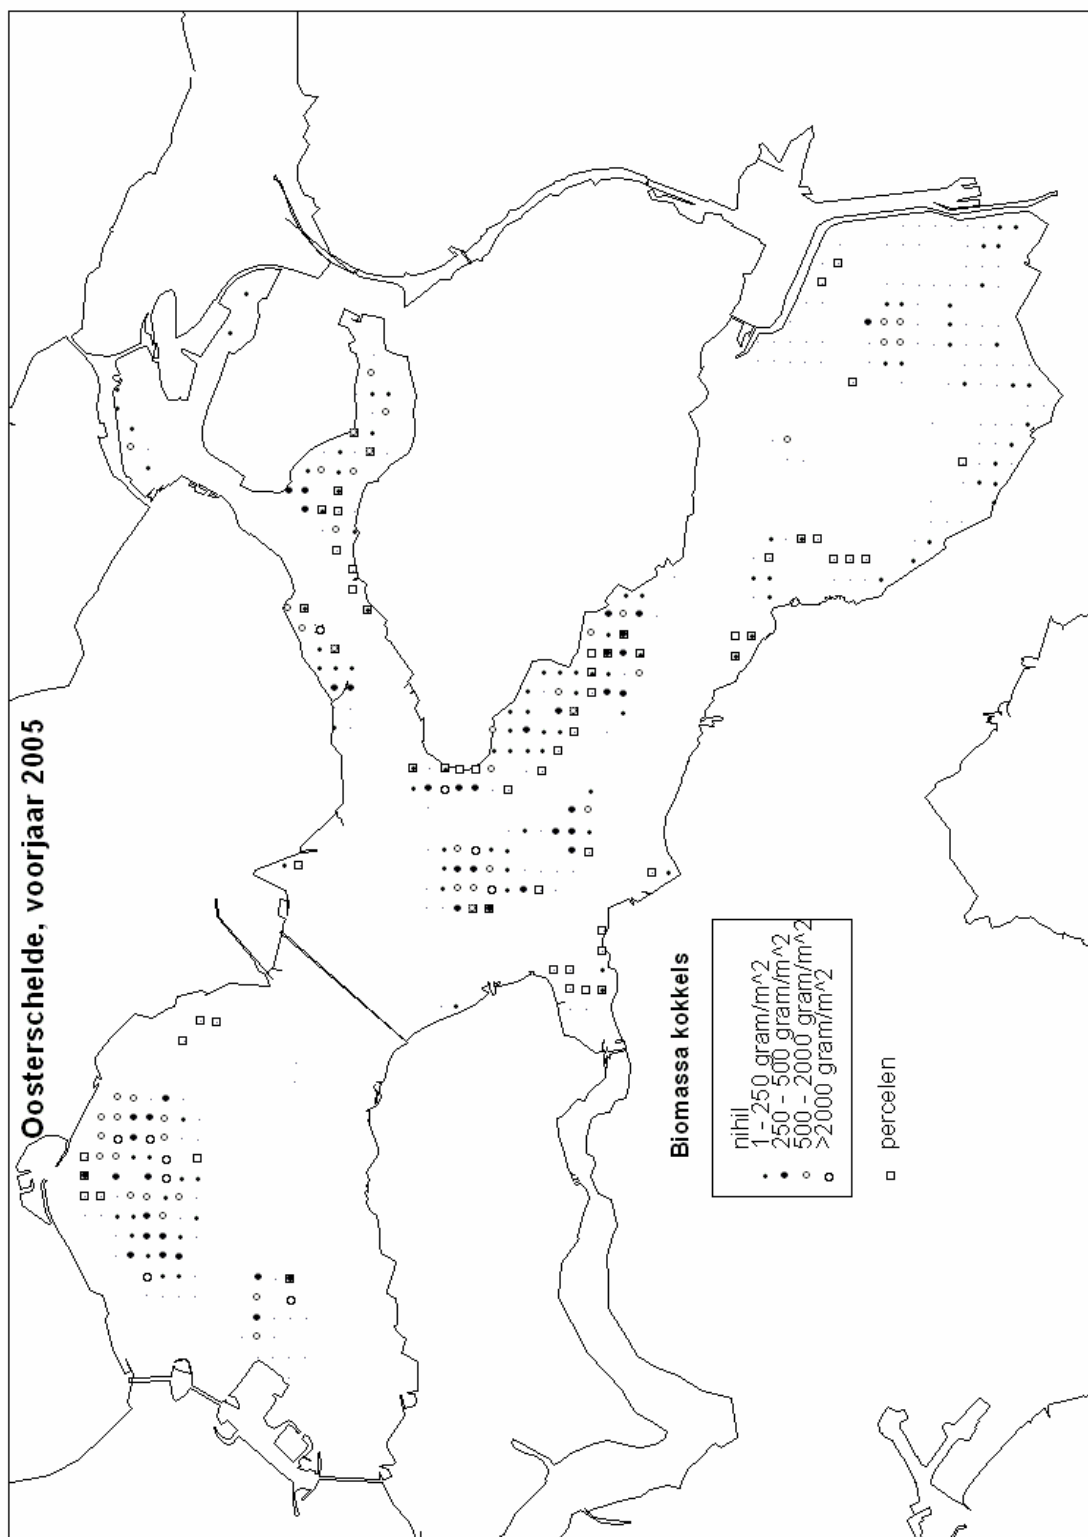 Oosterschelde, voorjaar 2005
Biomassa kokkels
nihil
1 - 250 gram/m^2
250 - 500 gram/m^2
500 - 2000 gram/m^2
>2000 gram/m^2
percelen